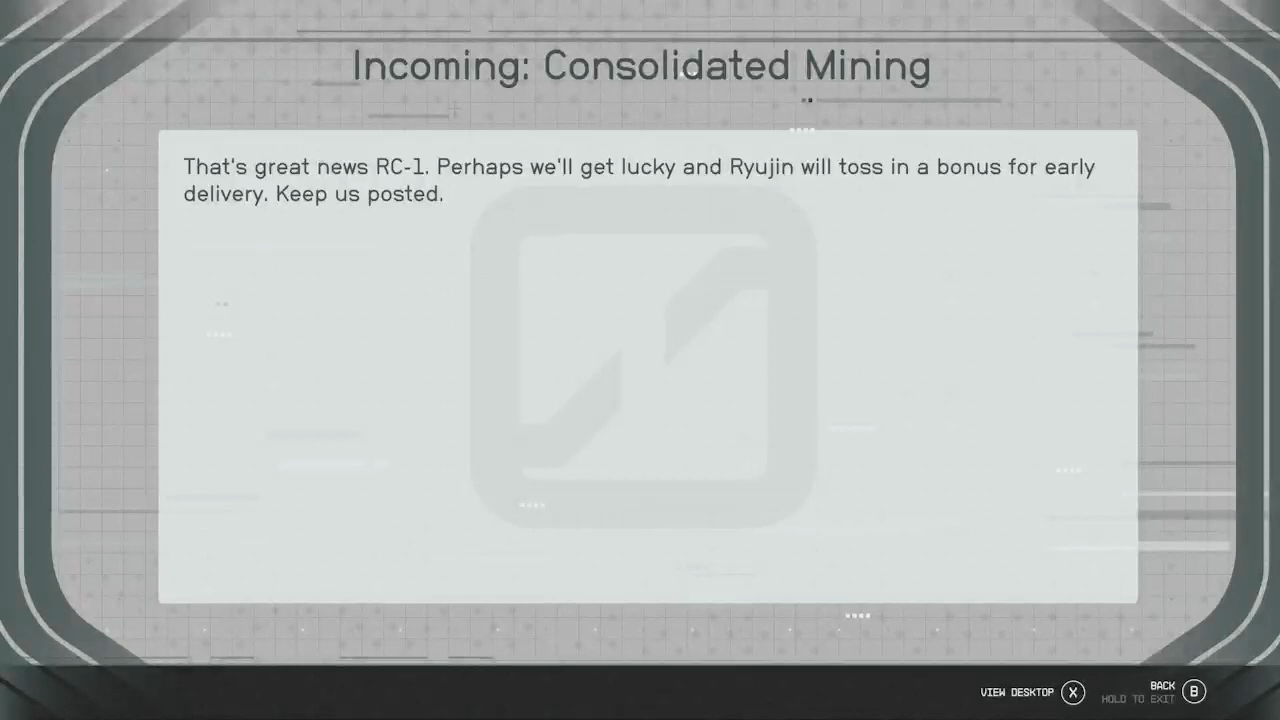 Incoming: Consolidated Mining
That's great news RC-1. Perhaps we'll get lucky and Ryujin will toss in a bonus for early
delivery. Keep us posted.
VIEW DESKTOP X
BACK B
HOLD TO EXIT